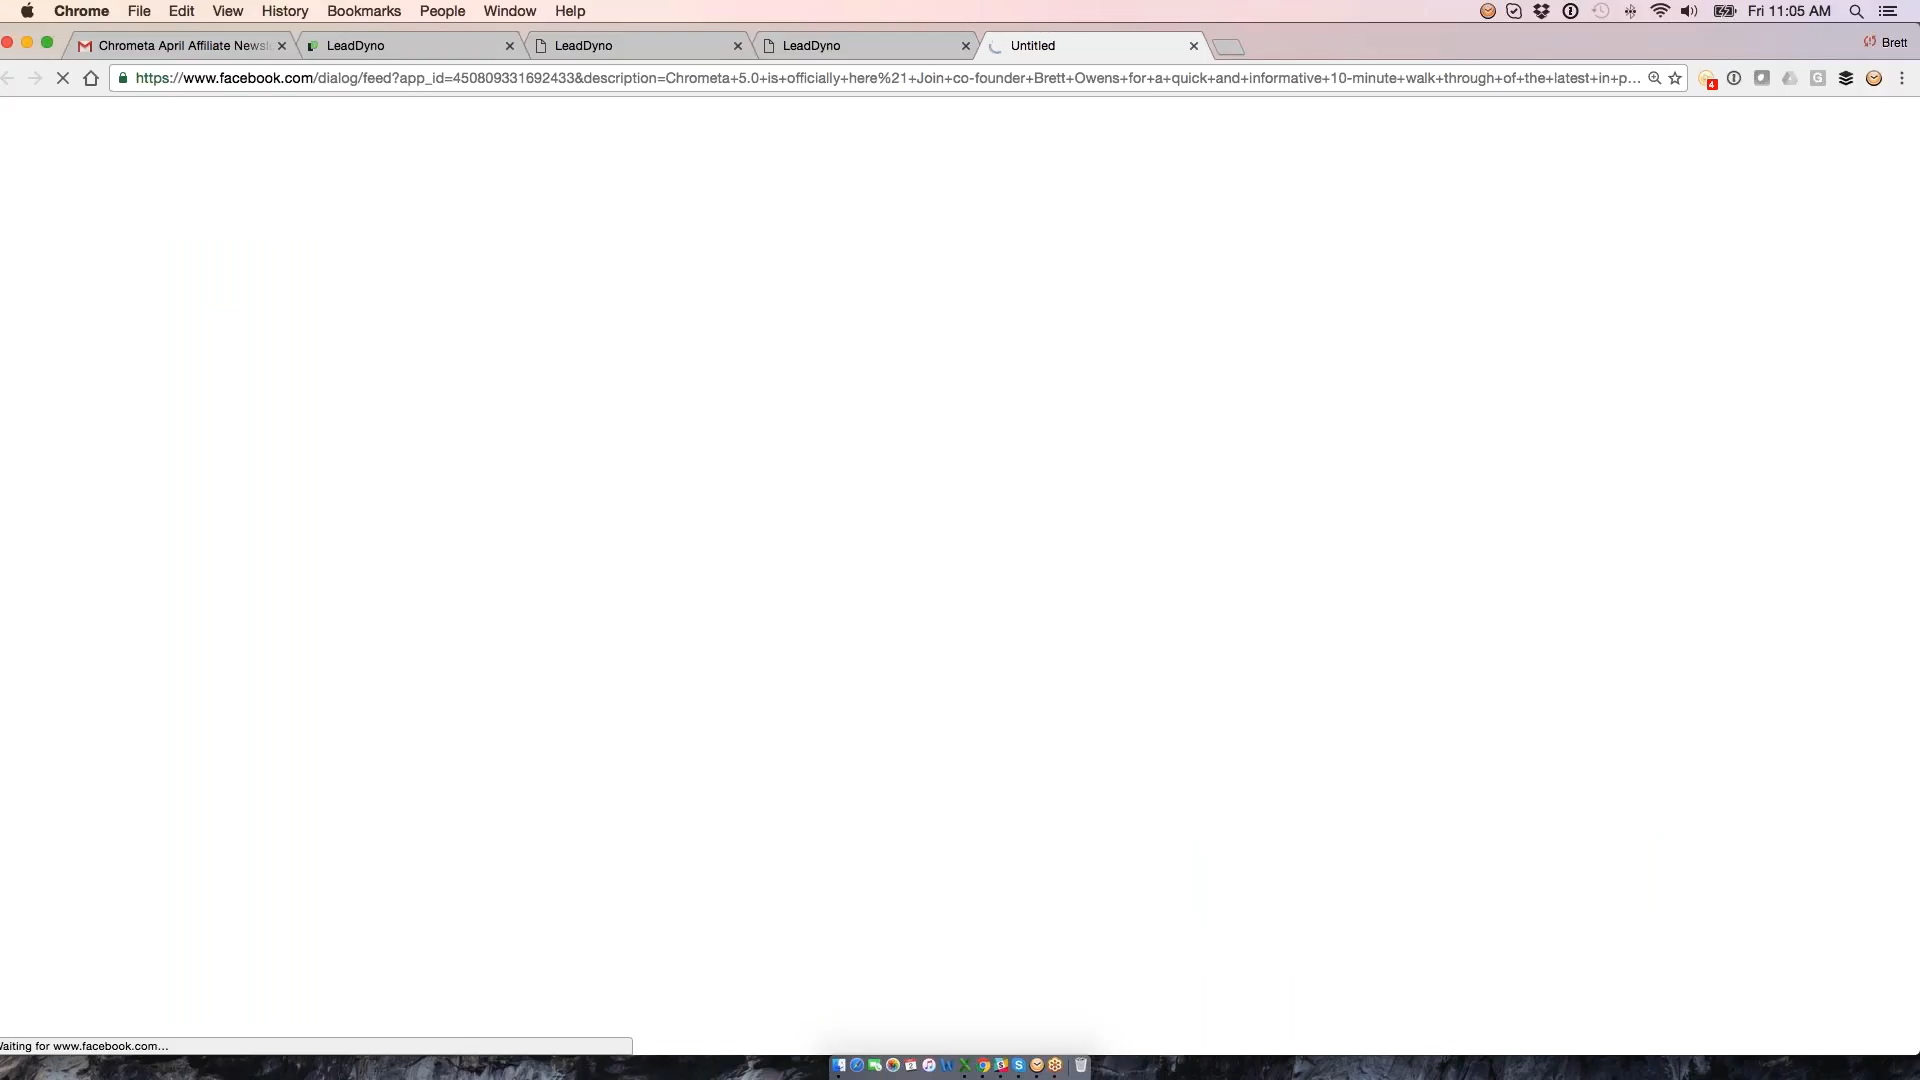 Chrome File Edit View History Bookmarks People Window Help Fri 11:05 AM
Chrometa April Affiliate Newsl LeadDyno LeadDyno LeadDyno Untitled Brett
https://www.facebook.com/dialog/feed?app_id=450809331692433&description=Chrometa+5.0+is+officially+here%21+Join+co-founder+Brett+Owens+for+a+quick+and+informative+10-minute+walk+through+of+the+latest+in+p... 4
Waiting for www.facebook.com...